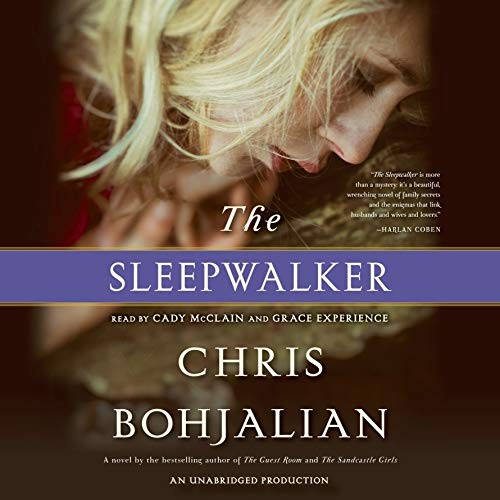 "The Sleepwalker is more
than a mystery: it's a beautiful,
wrenching novel of family secrets
and the enigmas that link
husbands and wives and lovers."
—HARLAN COBEN
The
SLEEPWALKER
READ BY CADY McCLAIN AND GRACE EXPERIENCE
CHRIS
BOHJALIAN
A novel by the bestselling author of The Guest Room and The Sandcastle Girls
AN UNABRIDGED PRODUCTION